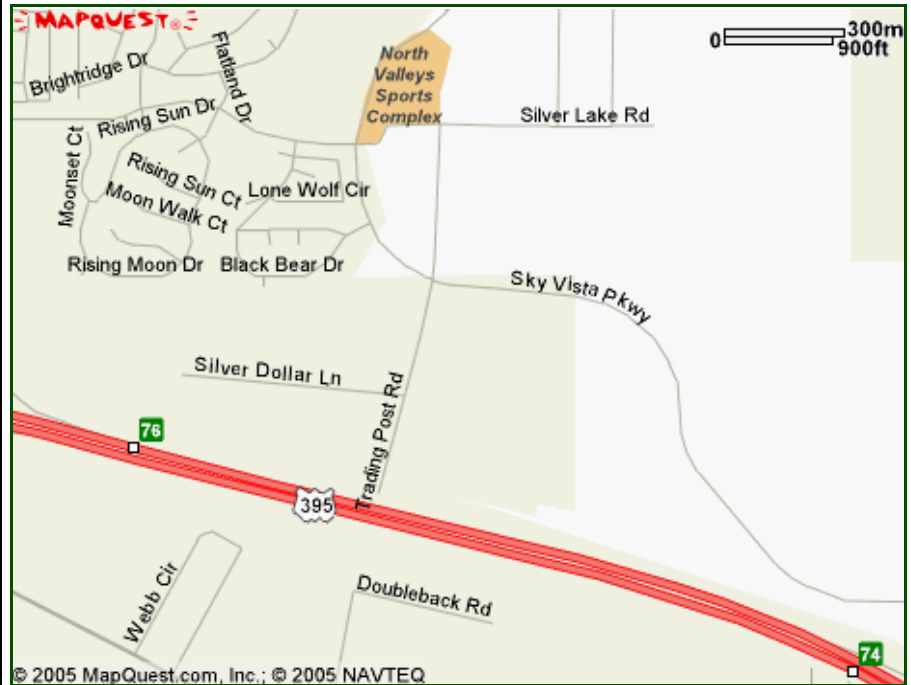 MAPQUEST®
0
300m
900ft
Brightridge Dr
Flatland Dr
North
Valleys
Sports
Complex
Silver Lake Rd
Rising Sun Dr
Moonset Ct
Rising Sun Ct
Moon Walk Ct
Lone Wolf Cir
Rising Moon Dr
Black Bear Dr
Sky Vista Pkwy
Silver Dollar Ln
Trading Post Rd
76
395
Webb Cir
Doubleback Rd
74
© 2005 MapQuest.com, Inc.; © 2005 NAVTEQ